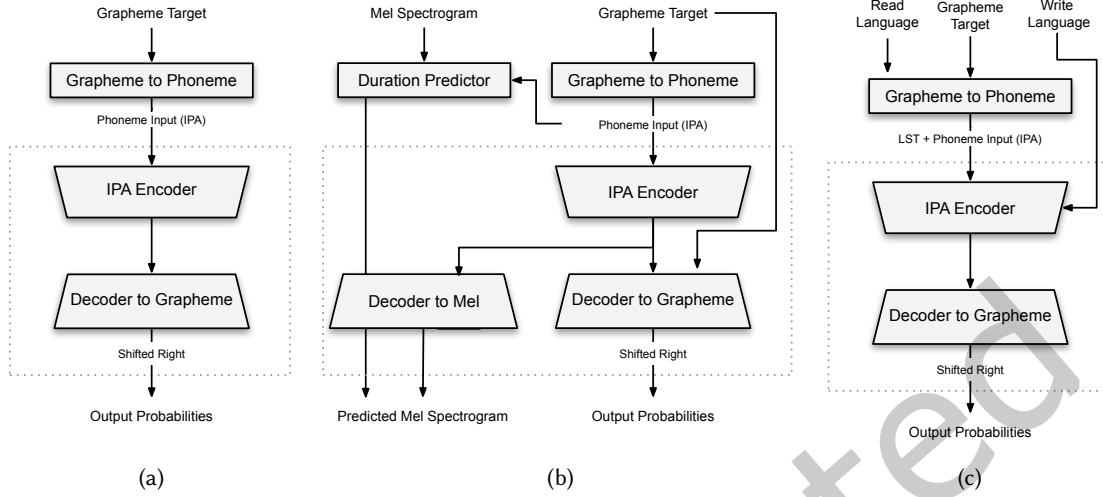 Grapheme Target
Grapheme to Phoneme
Phoneme Input (IPA)
IPA Encoder
Decoder to Grapheme
Shifted Right
Output Probabilities
(a)
Mel Spectrogram
Grapheme Target
Duration Predictor
Grapheme to Phoneme
Phoneme Input (IPA)
IPA Encoder
Decoder to Mel
Decoder to Grapheme
Shifted Right
Predicted Mel Spectrogram
Output Probabilities
(b)
Read
Language
Grapheme
Target
Write
Language
Grapheme to Phoneme
LST + Phoneme Input (IPA)
IPA Encoder
Decoder to Grapheme
Shifted Right
Output Probabilities
(c)
ted